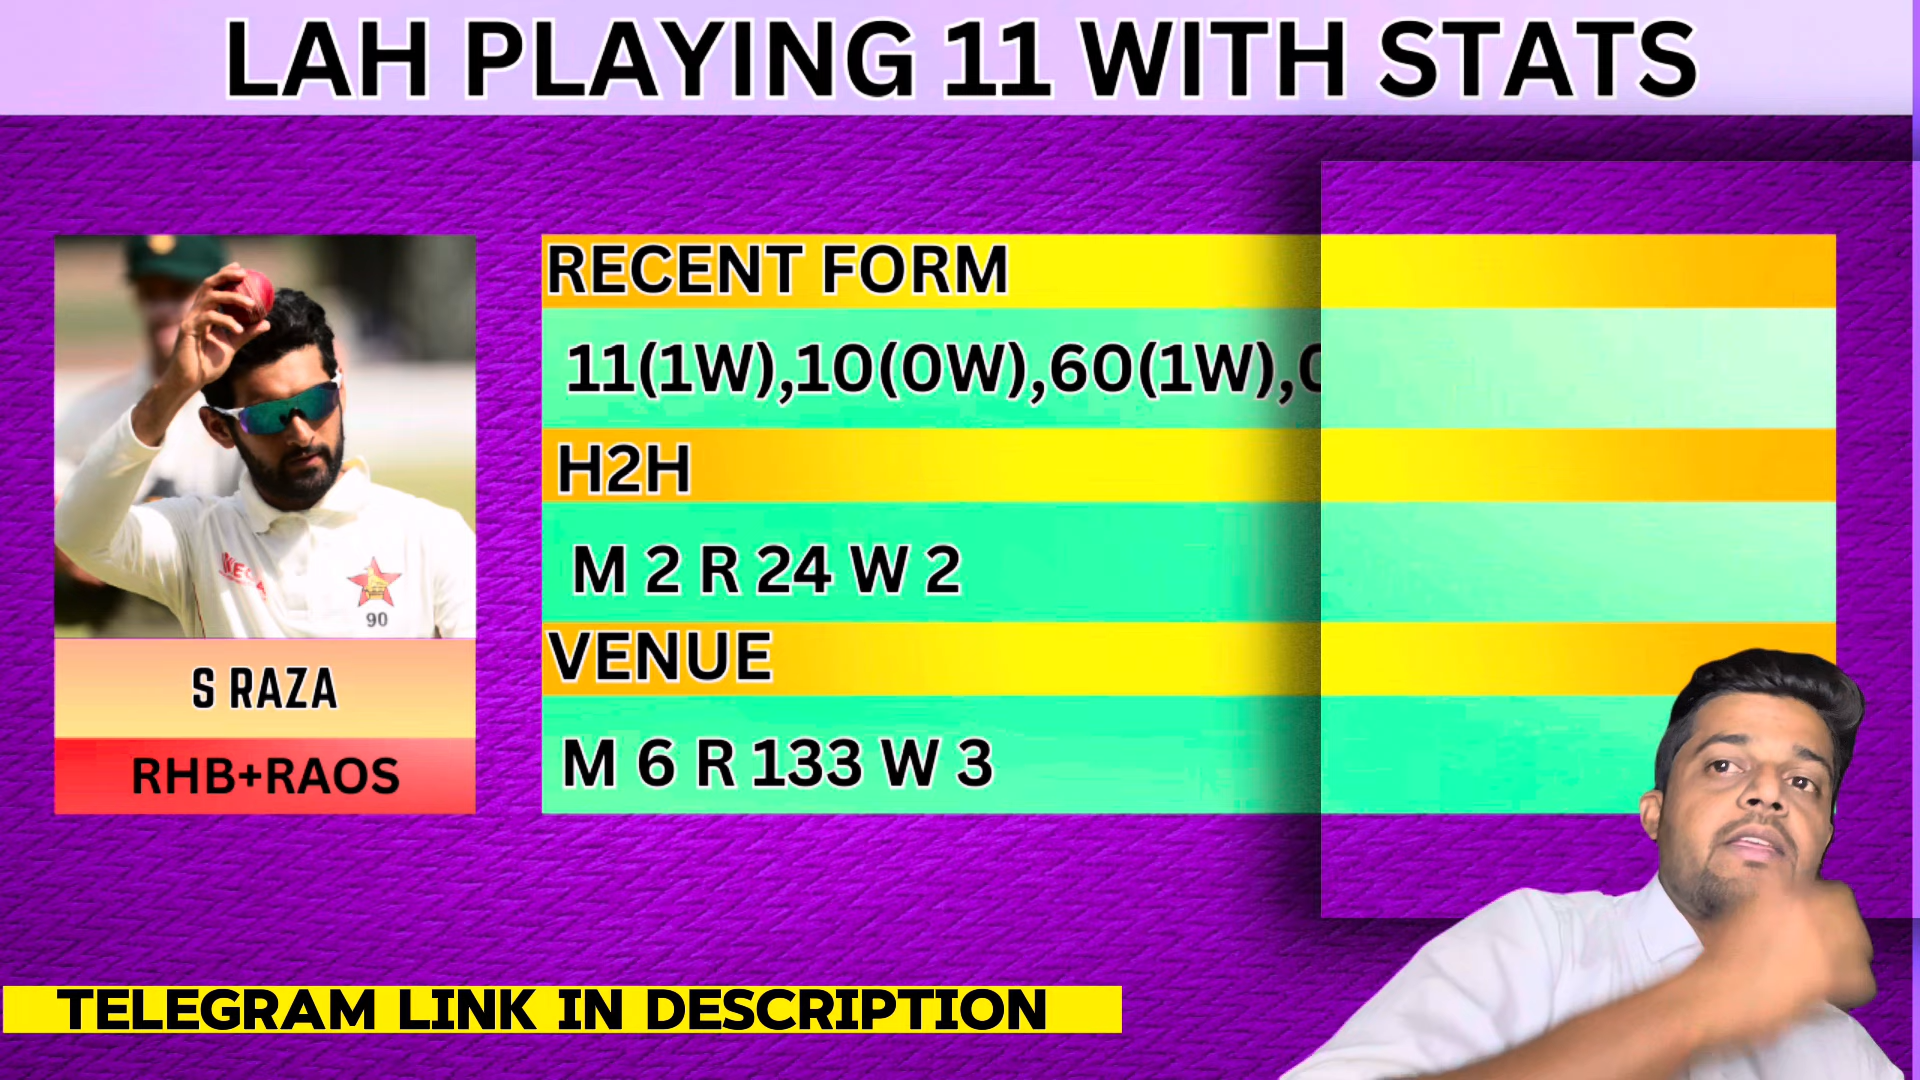 LAH PLAYING 11 WITH STATS
RECENT FORM
11(1W),10(0W),60(1W),
H2H
M 2 R 24 W 2
VENUE
M 6 R 133 W 3
90
S RAZA
RHB+RAOS
TELEGRAM LINK IN DESCRIPTION